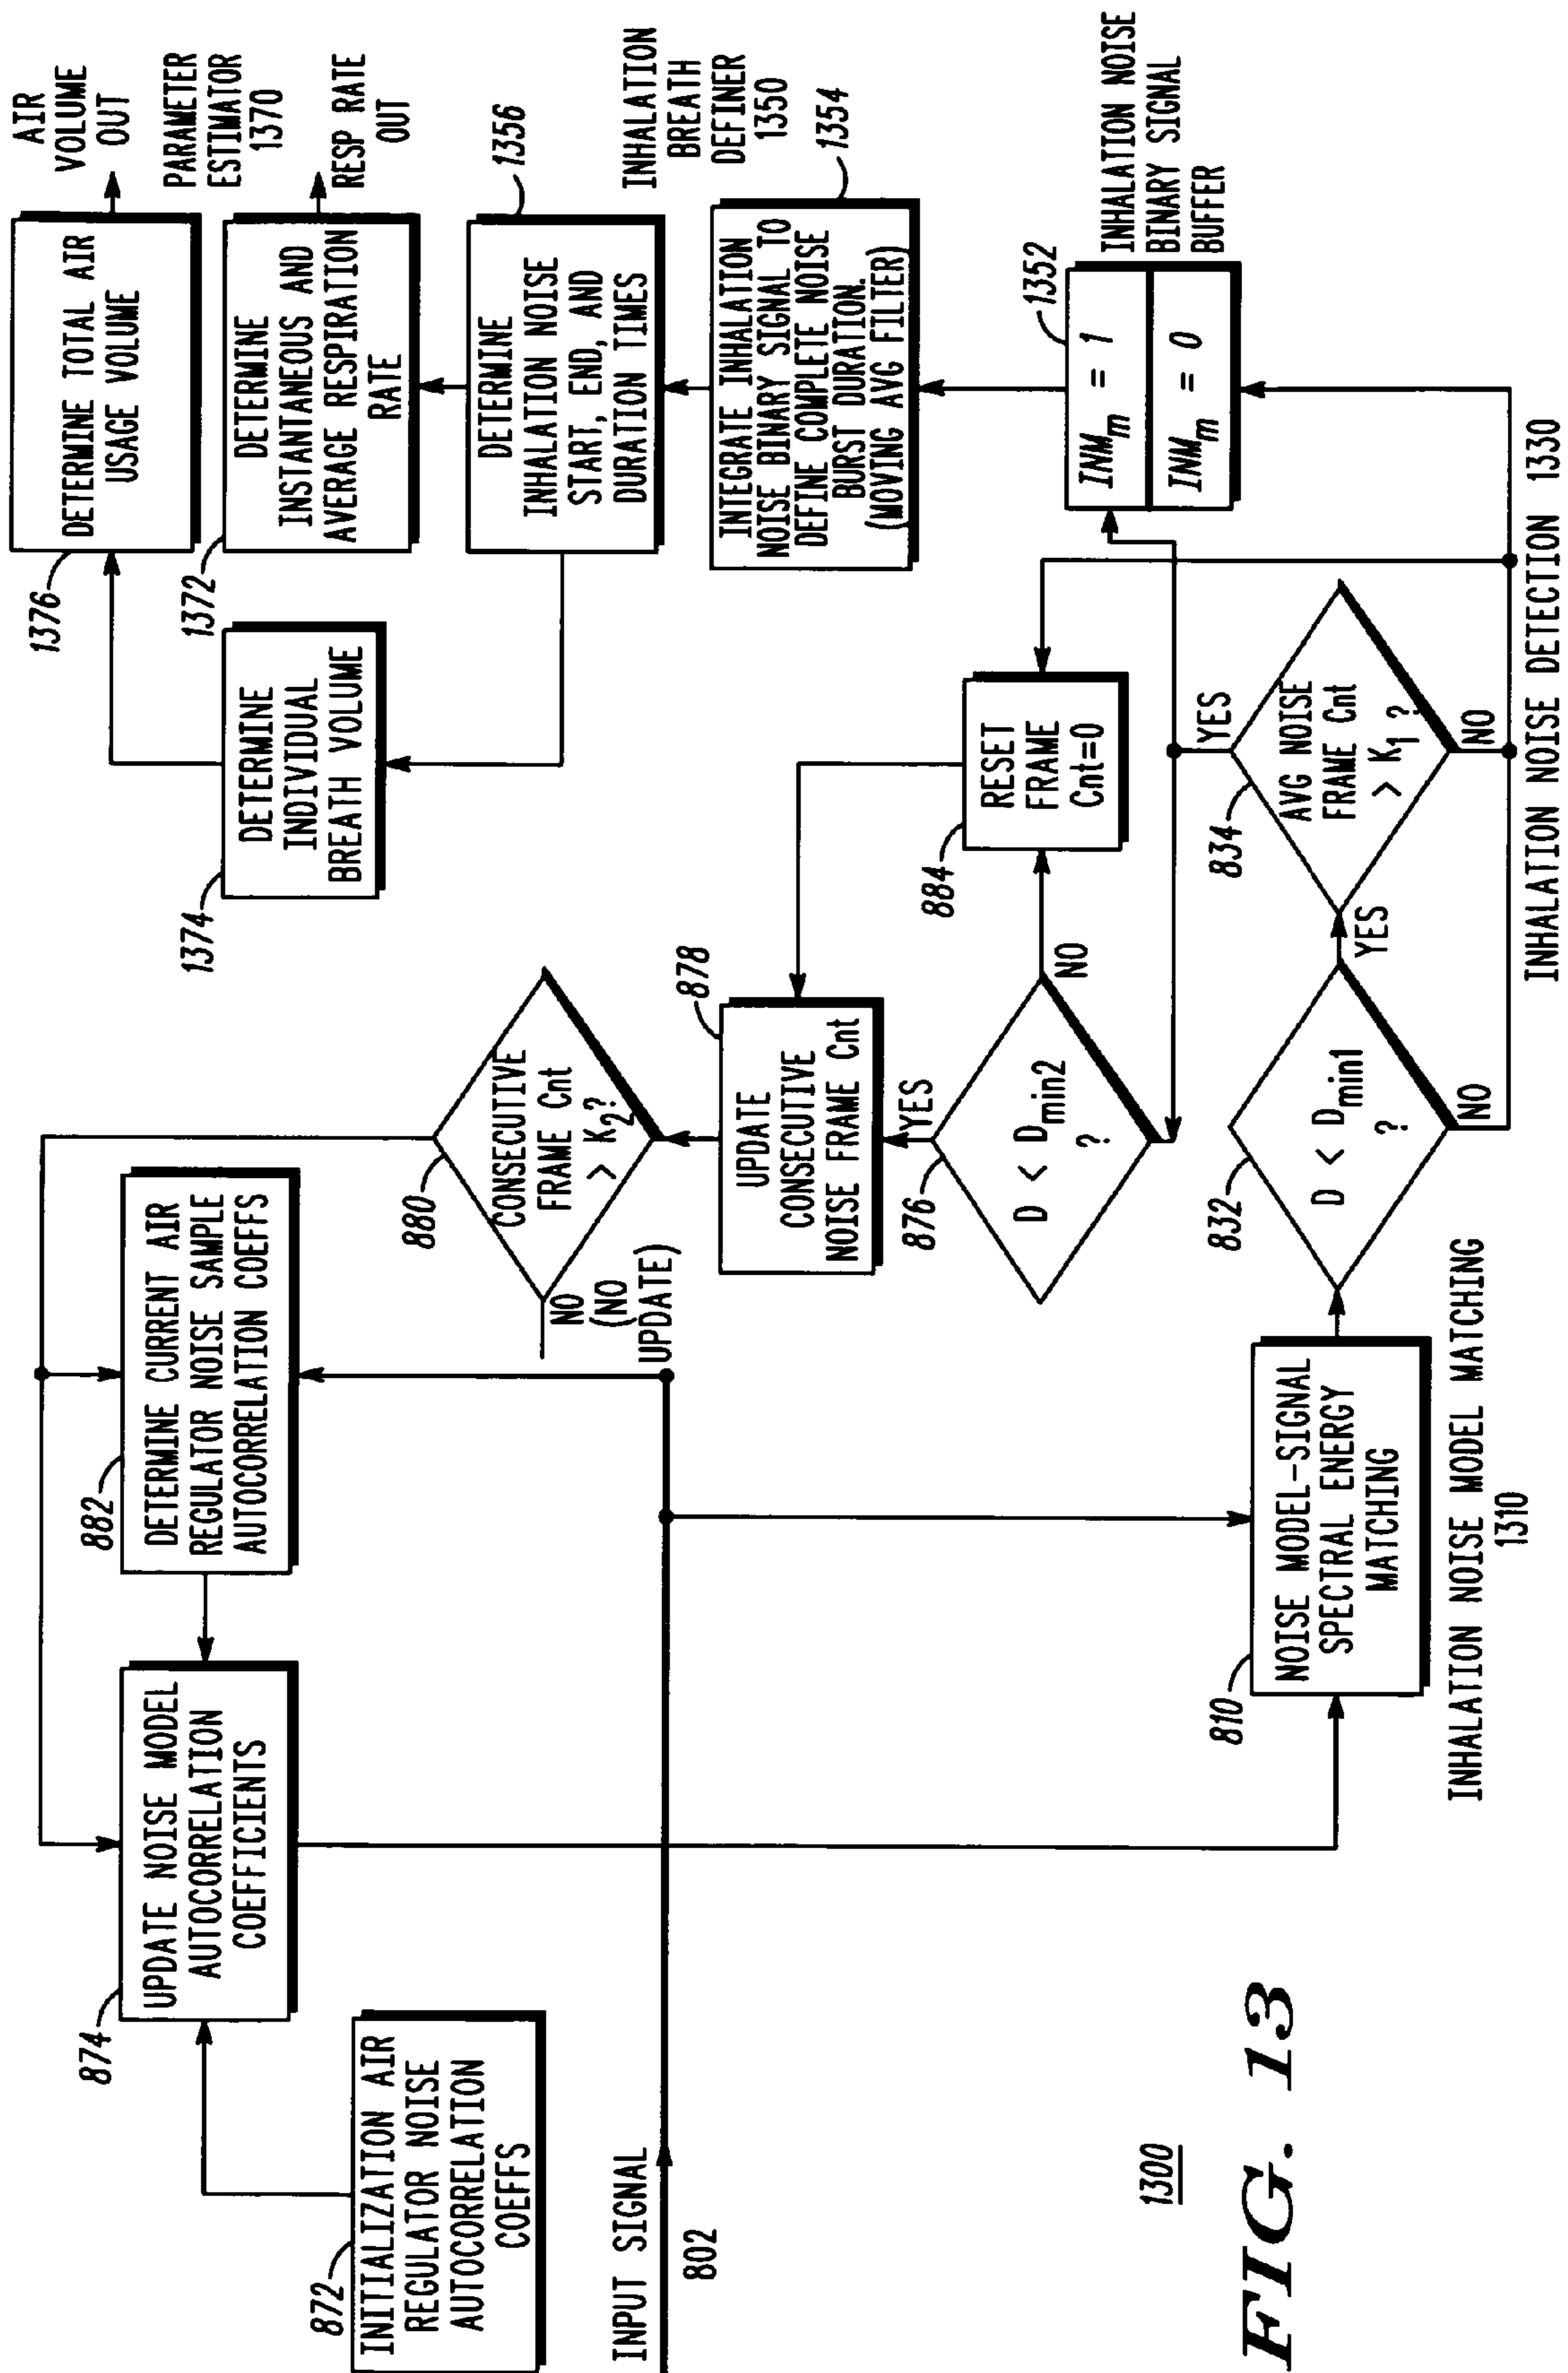 872
INITIALIZATION AIR
REGULATOR NOISE
AUTOCORRELATION
COEFFS
INPUT SIGNAL
802
874
UPDATE NOISE MODEL
AUTOCORRELATION
COEFFICIENTS
882
DETERMINE CURRENT AIR
REGULATOR NOISE SAMPLE
AUTOCORRELATION COEFFS
880
CONSECUTIVE
FRAME Cnt
> K2?
NO
(NO
UPDATE)
878
UPDATE
CONSECUTIVE
NOISE FRAME Cnt
YES
876
D < Dmin2
?
NO
884
RESET
FRAME
Cnt=0
810
NOISE MODEL-SIGNAL
SPECTRAL ENERGY
MATCHING
INHALATION NOISE MODEL MATCHING
1310
832
D < Dmin1
?
YES
NO
834
AVG NOISE
FRAME Cnt
> K1?
YES
NO
INHALATION NOISE DETECTION 1330
1352
INMm = 1
INMm = 0
INHALATION NOISE
BINARY SIGNAL
BUFFER
1354
INTEGRATE INHALATION
NOISE BINARY SIGNAL TO
DEFINE COMPLETE NOISE
BURST DURATION.
(MOVING AVG FILTER)
INHALATION
BREATH
DEFINER
1350
1356
DETERMINE
INHALATION NOISE
START, END, AND
DURATION TIMES
1374
DETERMINE
INDIVIDUAL
BREATH VOLUME
1372
DETERMINE
INSTANTANEOUS AND
AVERAGE RESPIRATION
RATE
RESP RATE
OUT
PARAMETER
ESTIMATOR
1370
1376
DETERMINE TOTAL AIR
USAGE VOLUME
AIR
VOLUME
OUT
1300
FIG. 13